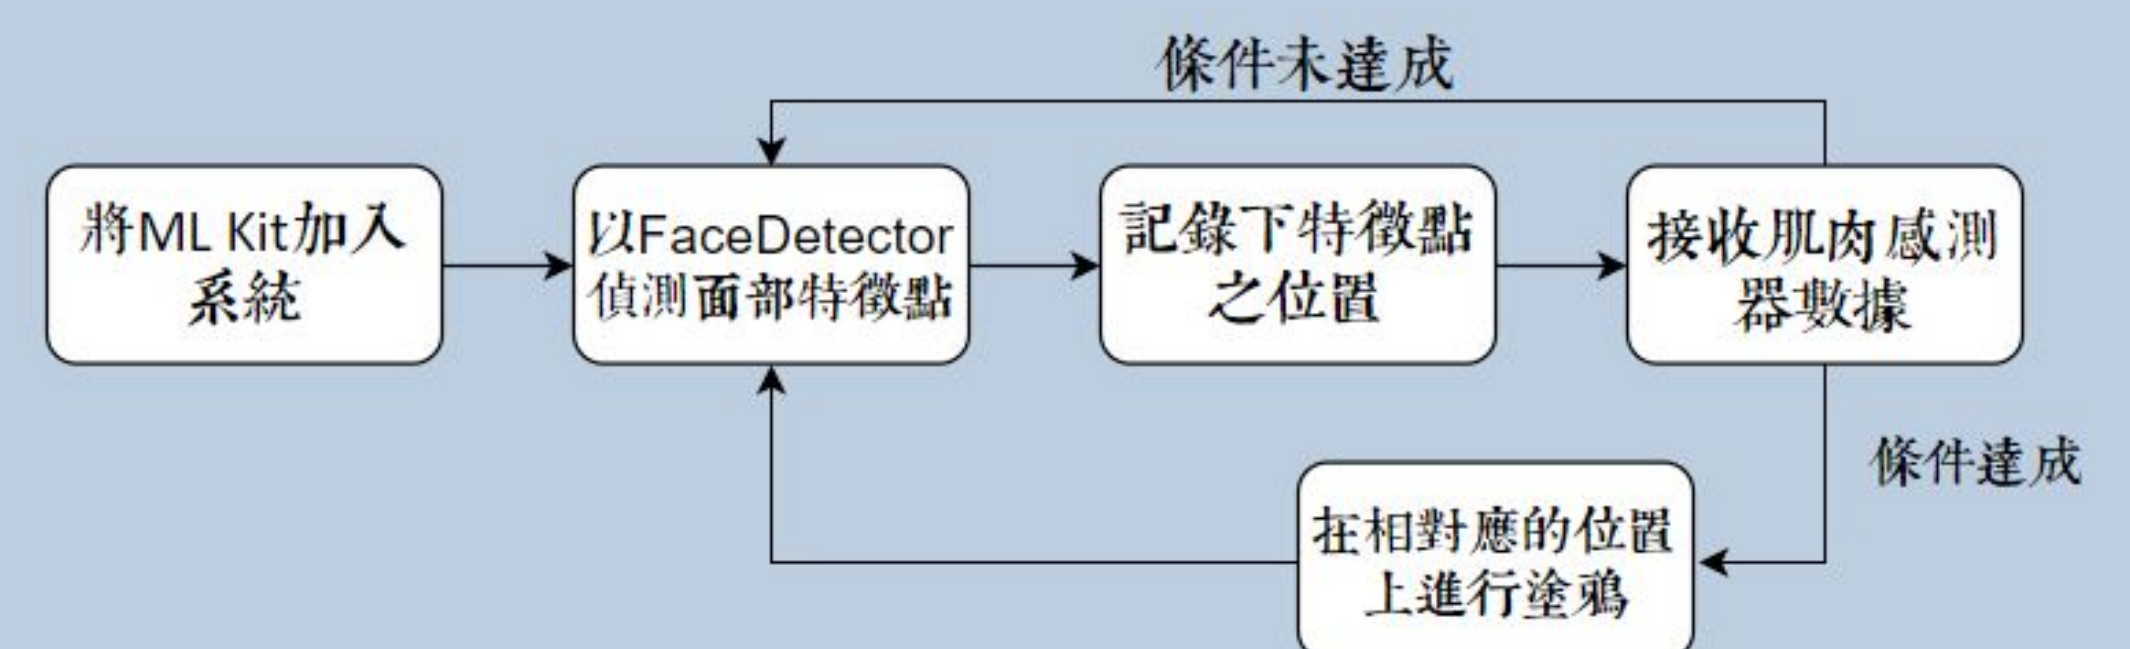 條件未達成
將ML Kit加入
系統
以FaceDetector
偵測面部特徵點
記錄下特徵點
之位置
接收肌肉感測
器數據
條件達成
在相對應的位置
上進行塗鴉